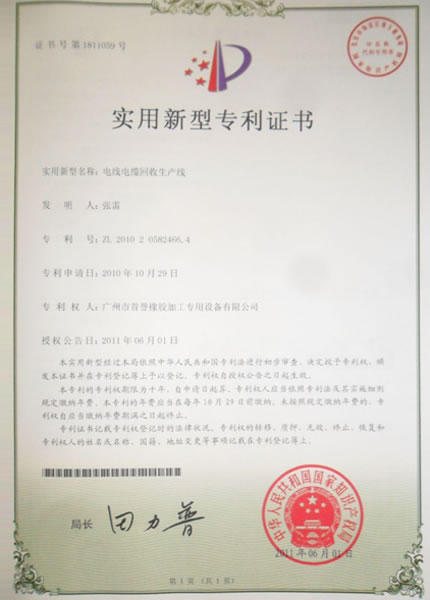 证书号第1811059号
实用新型专利证书
实用新型名称：电线电缆回收生产线
发 明 人：张雷
专 利 号：ZL 2010 2 0582466.4
专利申请日：2010年10月29日
专 利 权 人：广州市首誉橡胶加工专用设备有限公司
授权公告日：2011年06月01日
本实用新型经过本局依照中华人民共和国专利法进行初步审查，决定授予专利权，颁
发本证书并在专利登记簿上予以登记。专利权自授权公告之日起生效。
本专利的专利权期限为十年，自申请日起算。专利权人应当依照专利法及其实施细则
规定缴纳年费。本专利的年费应当在每年10月29日前缴纳。未按照规定缴纳年费的，专
利权自应当缴纳年费期满之日起终止。
专利证书记载专利权登记时的法律状况。专利权的转移、质押、无效、终止、恢复和
专利权人的姓名或名称、国籍、地址变更等事项记载在专利登记簿上。
局长 田力普
中华人民共和国国家知识产权局
2011年06月01日
第1页（共1页）